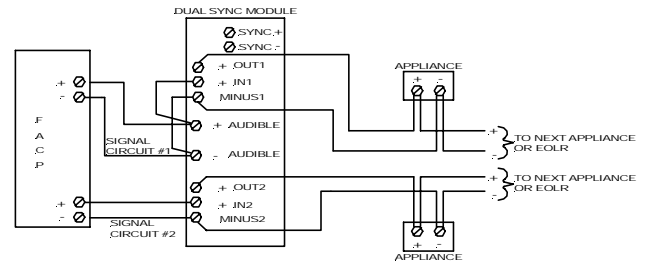 DUAL SYNC MODULE
SYNC +
SYNC -
+ OUT1
+ IN1
MINUS1
+ AUDIBLE
- AUDIBLE
+ OUT2
+ IN2
MINUS2
+
-
F
A
C
P
+
-
SIGNAL
CIRCUIT #1
SIGNAL
CIRCUIT #2
APPLIANCE
+ -
+
-
TO NEXT APPLIANCE
OR EOLR
+
-
TO NEXT APPLIANCE
OR EOLR
+ -
APPLIANCE